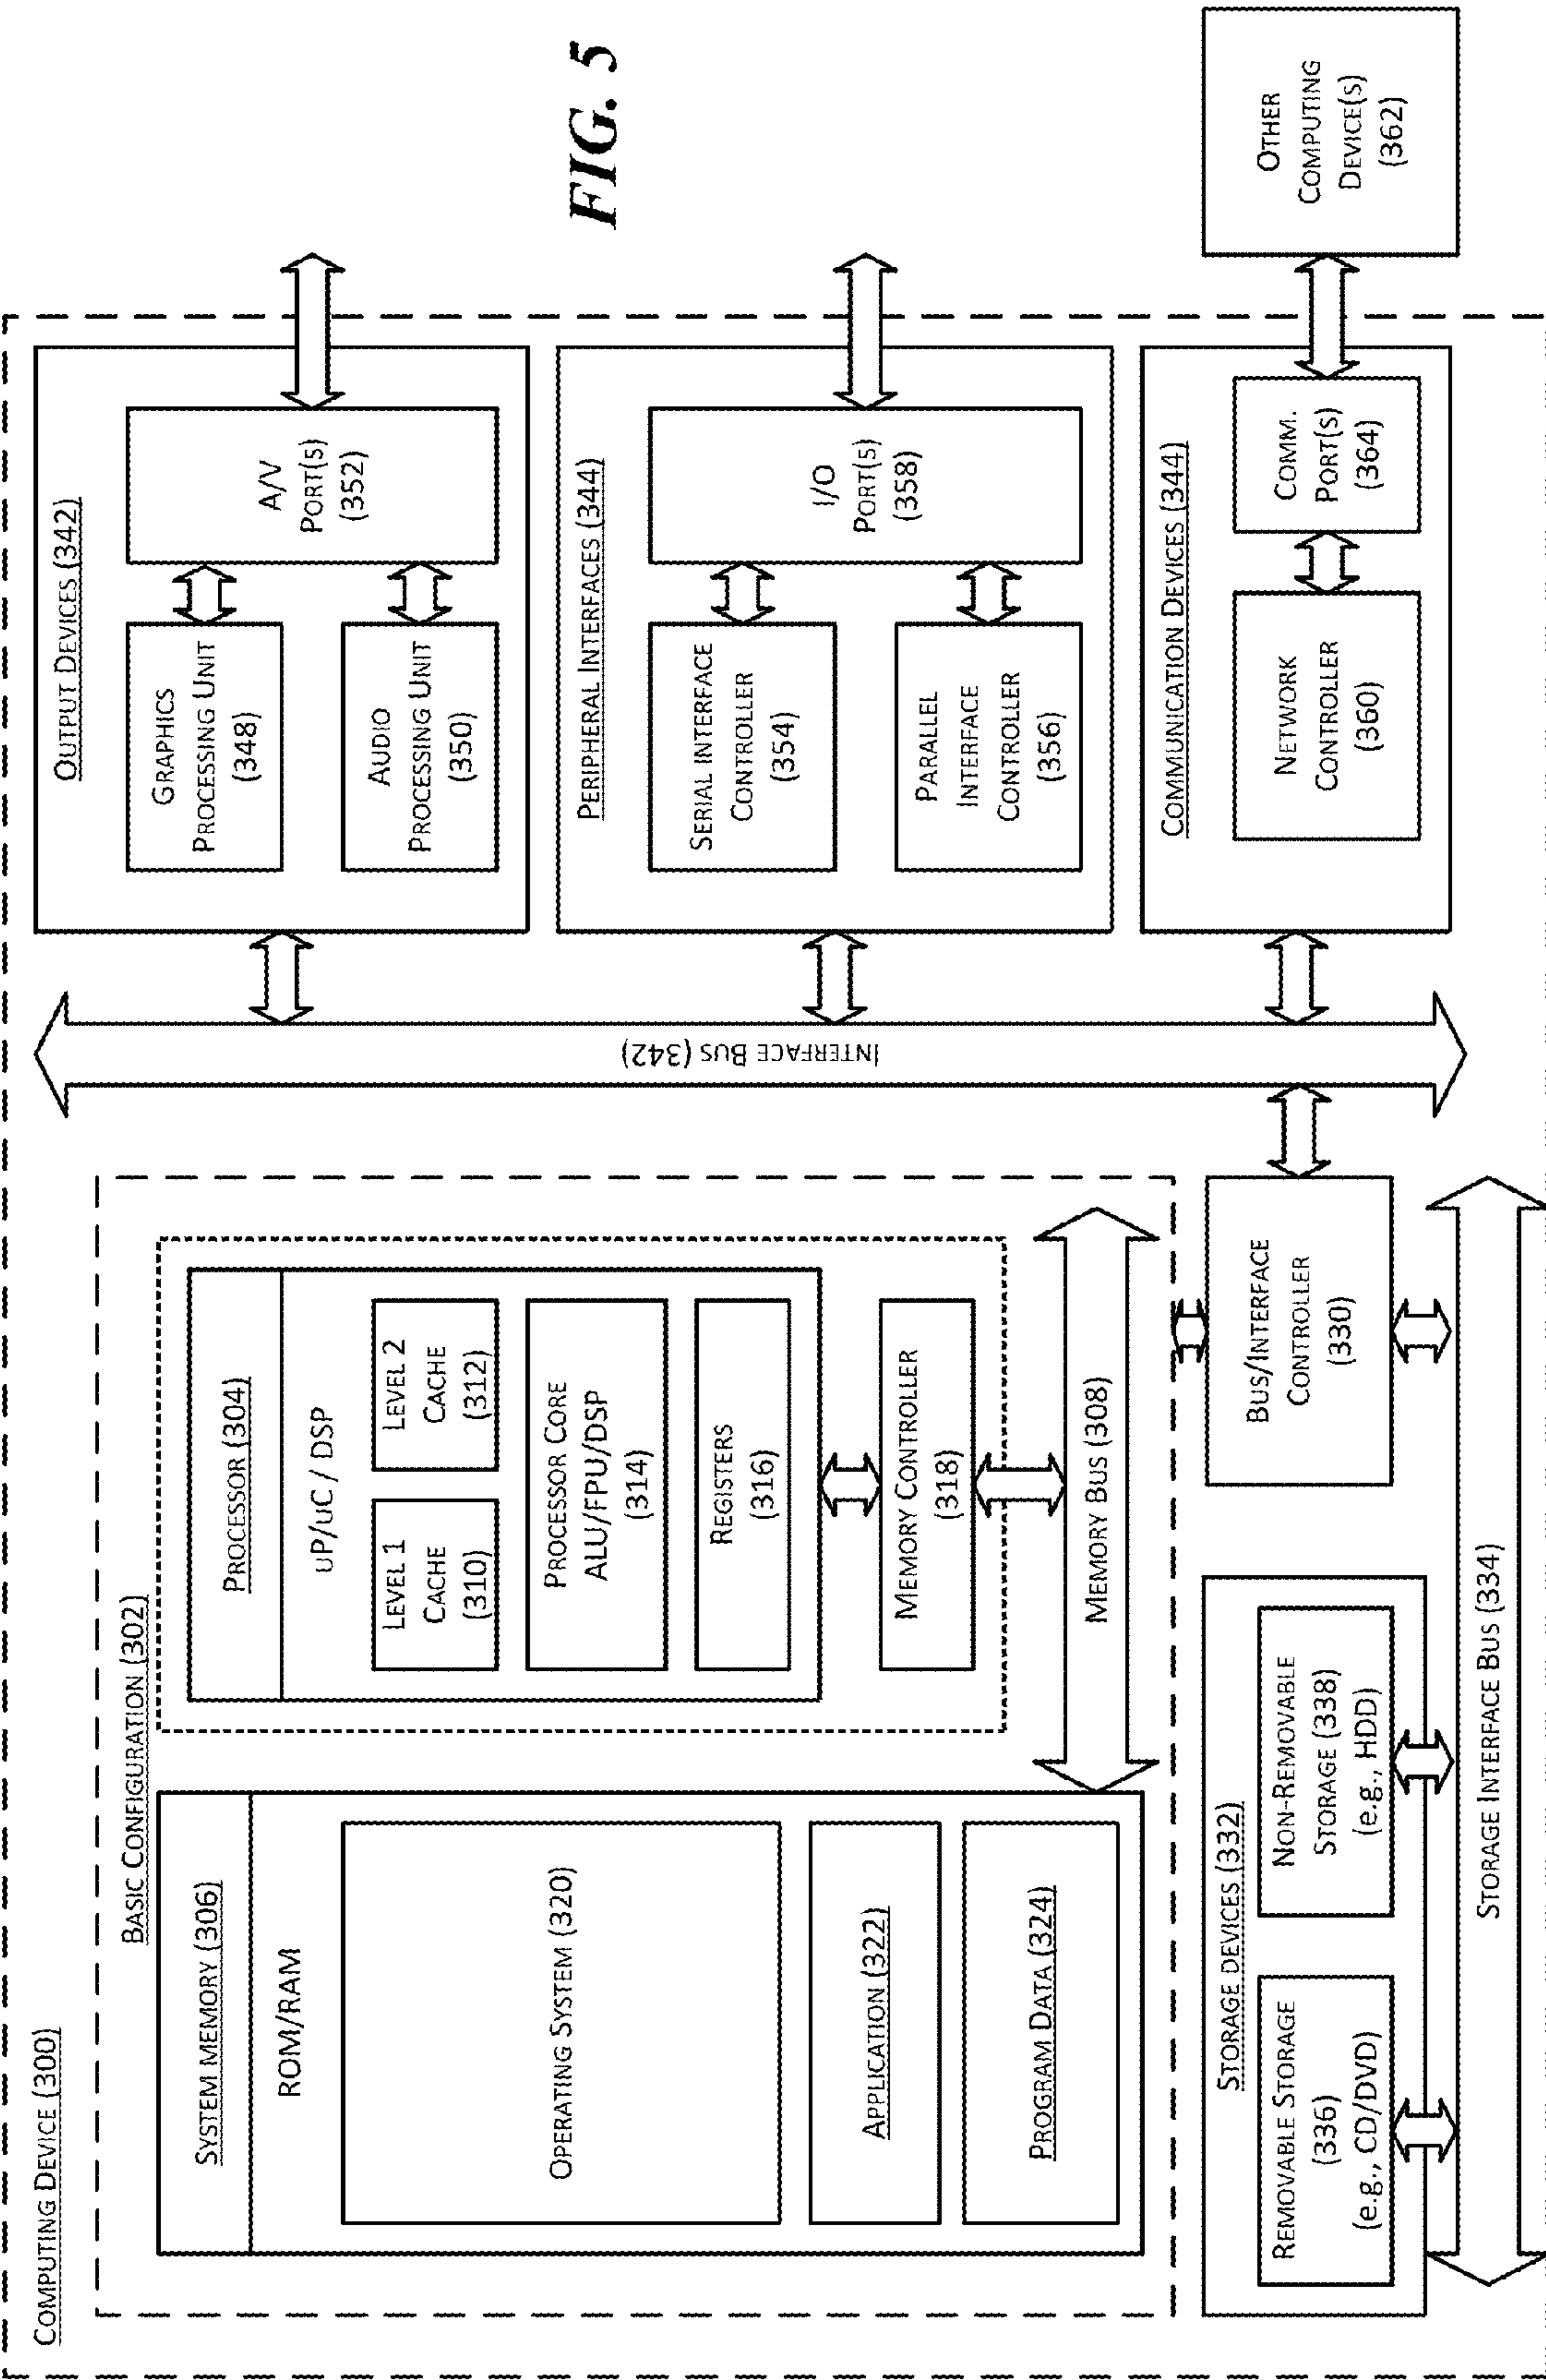 COMPUTING DEVICE (300)
BASIC CONFIGURATION (302)
SYSTEM MEMORY (306)
ROM/RAM
OPERATING SYSTEM (320)
APPLICATION (322)
PROGRAM DATA (324)
PROCESSOR (304)
uP/uC / DSP
LEVEL 1
CACHE
(310)
LEVEL 2
CACHE
(312)
PROCESSOR CORE
ALU/FPU/DSP
(314)
REGISTERS
(316)
MEMORY CONTROLLER
(318)
MEMORY BUS (308)
BUS/INTERFACE
CONTROLLER
(330)
STORAGE DEVICES (332)
REMOVABLE STORAGE
(336)
(e.g., CD/DVD)
NON-REMOVABLE
STORAGE (338)
(e.g., HDD)
STORAGE INTERFACE BUS (334)
INTERFACE BUS (342)
OUTPUT DEVICES (342)
GRAPHICS
PROCESSING UNIT
(348)
AUDIO
PROCESSING UNIT
(350)
A/V
PORT(S)
(352)
PERIPHERAL INTERFACES (344)
SERIAL INTERFACE
CONTROLLER
(354)
PARALLEL
INTERFACE
CONTROLLER
(356)
I/O
PORT(S)
(358)
COMMUNICATION DEVICES (344)
NETWORK
CONTROLLER
(360)
COMM.
PORT(S)
(364)
OTHER
COMPUTING
DEVICE(S)
(362)
FIG. 5